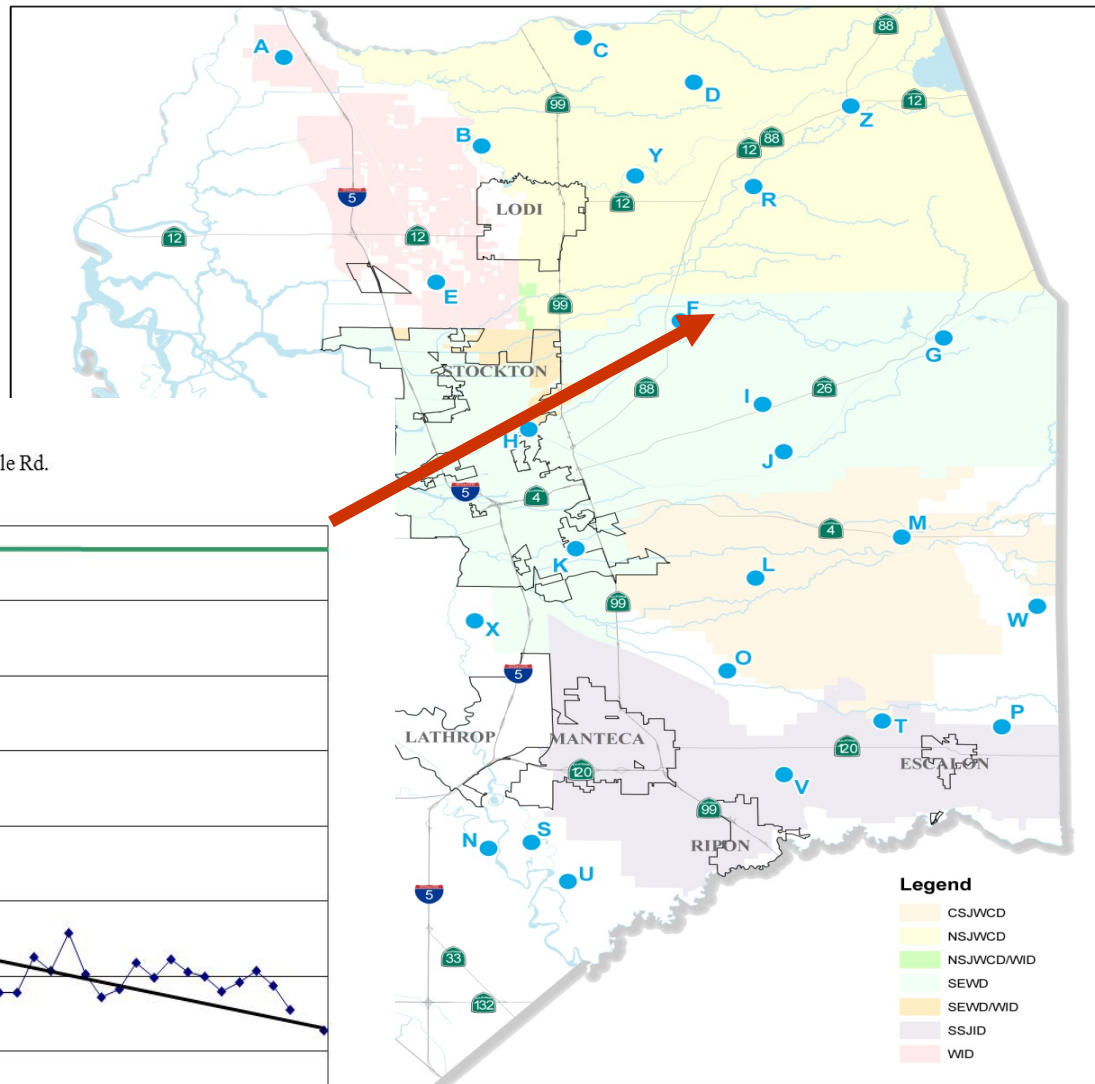 88
A
C
D
99
12
Z
88
12
B
Y
R
12
5
LODI
12
12
E
99
F
G
STOCKTON
88
26
I
H
J
le Rd.
5
4
4
M
K
L
99
W
X
O
5
T
P
LATHROP
MANTECA
120
ESCALON
120
V
99
N
S
RIPON
U
5
33
132
Legend
CSJWCD
NSJWCD
NSJWCD/WID
SEWD
SEWD/WID
SSJID
WID